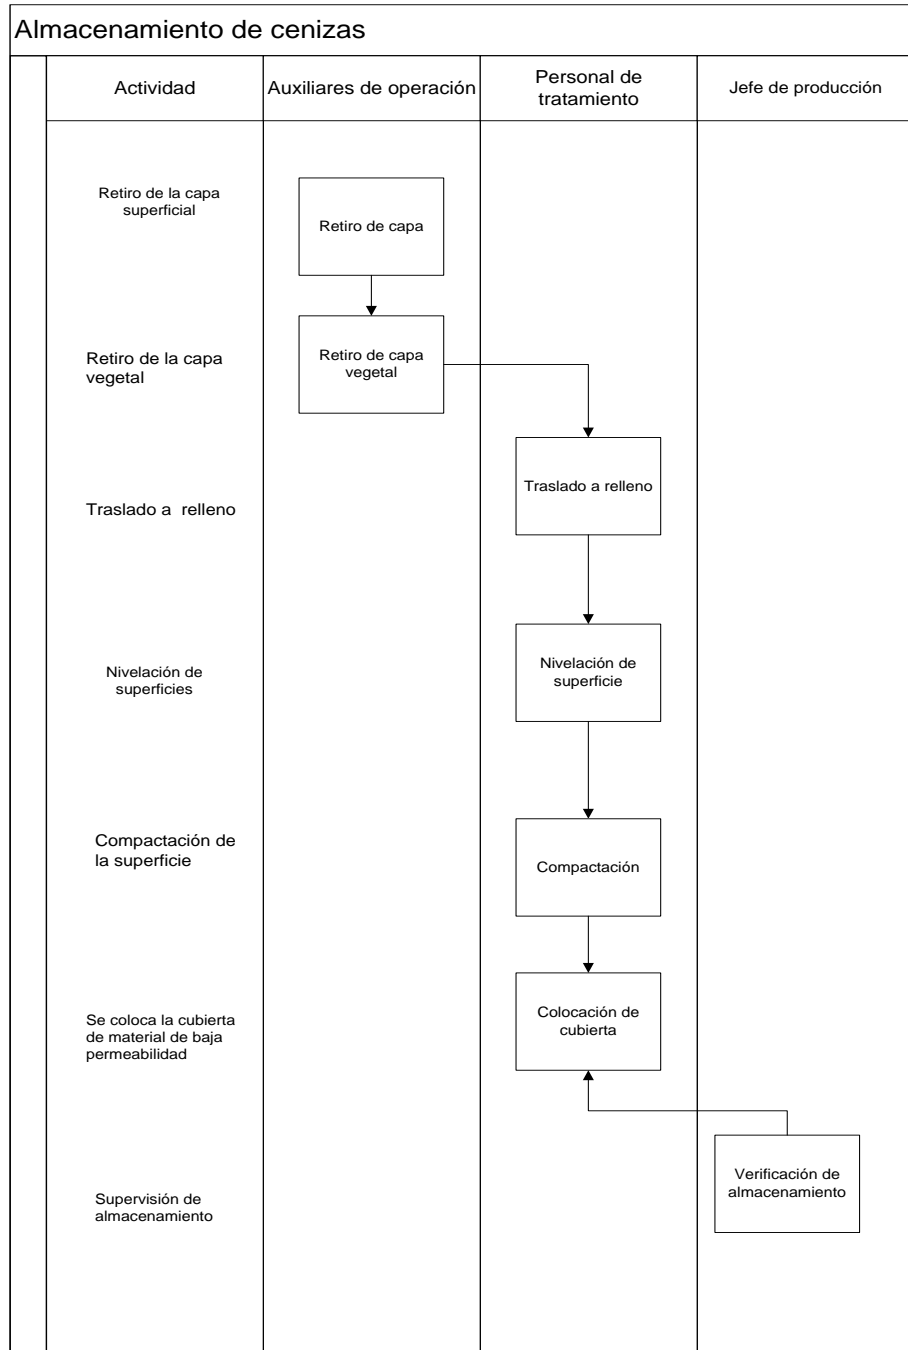 Almacenamiento de cenizas
Actividad
Auxiliares de operación
Personal de
tratamiento
Jefe de producción
Retiro de la capa
superficial
Retiro de capa
Retiro de la capa
vegetal
Retiro de capa
vegetal
Traslado a relleno
Traslado a  relleno
Nivelación de
superficies
Nivelación de
superficie
Compactación de
la superficie
Compactación
Se coloca la cubierta
de material de baja
permeabilidad
Colocación de
cubierta
Supervisión de
almacenamiento
Verificación de
almacenamiento